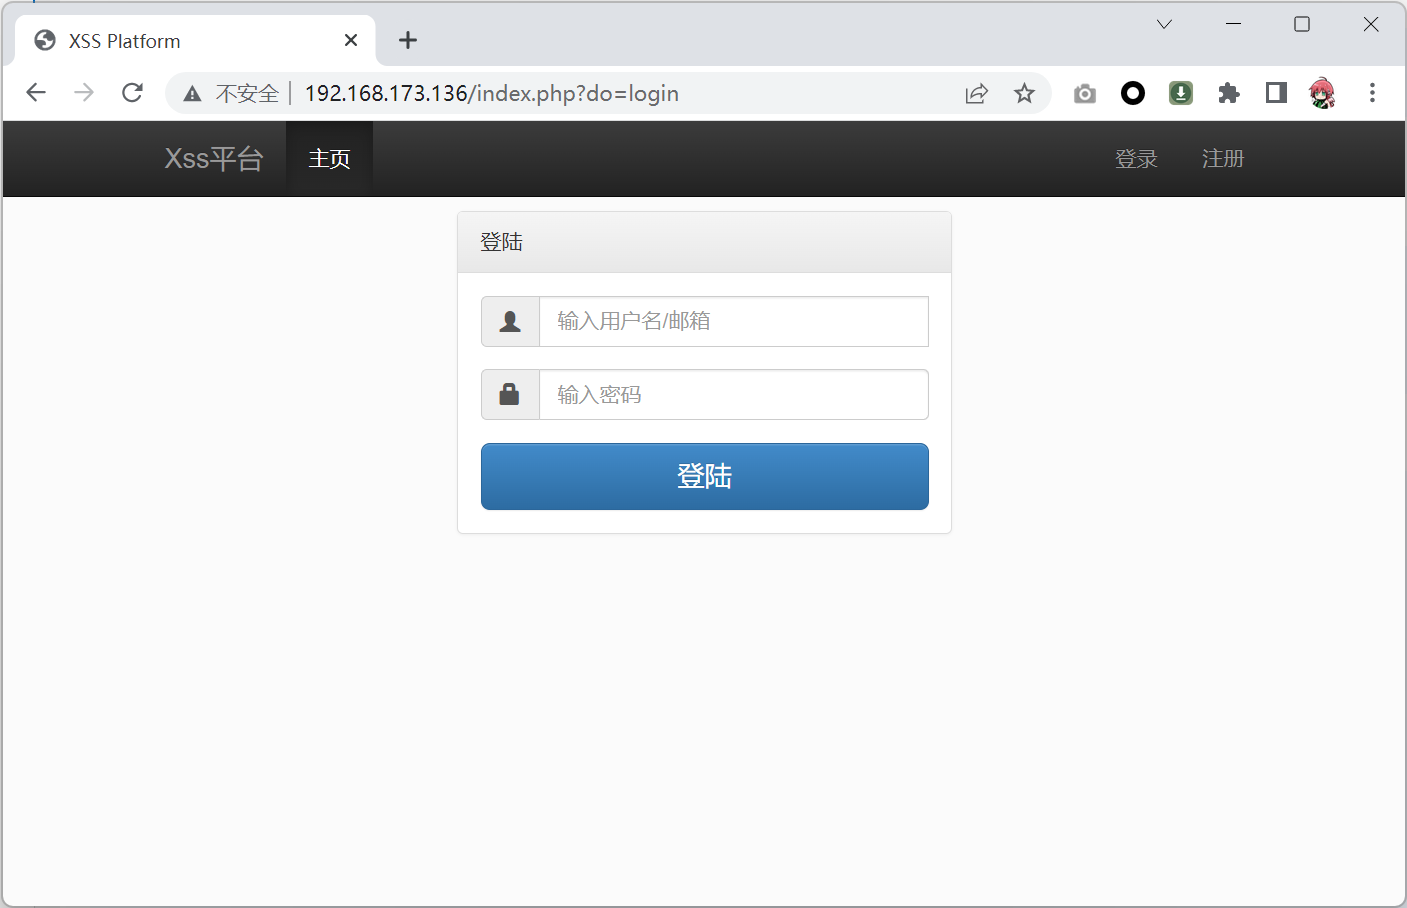 XSS Platform
不安全 192.168.173.136/index.php?do=login
Xss平台 主页 登录 注册
登陆
输入用户名/邮箱
输入密码
登陆